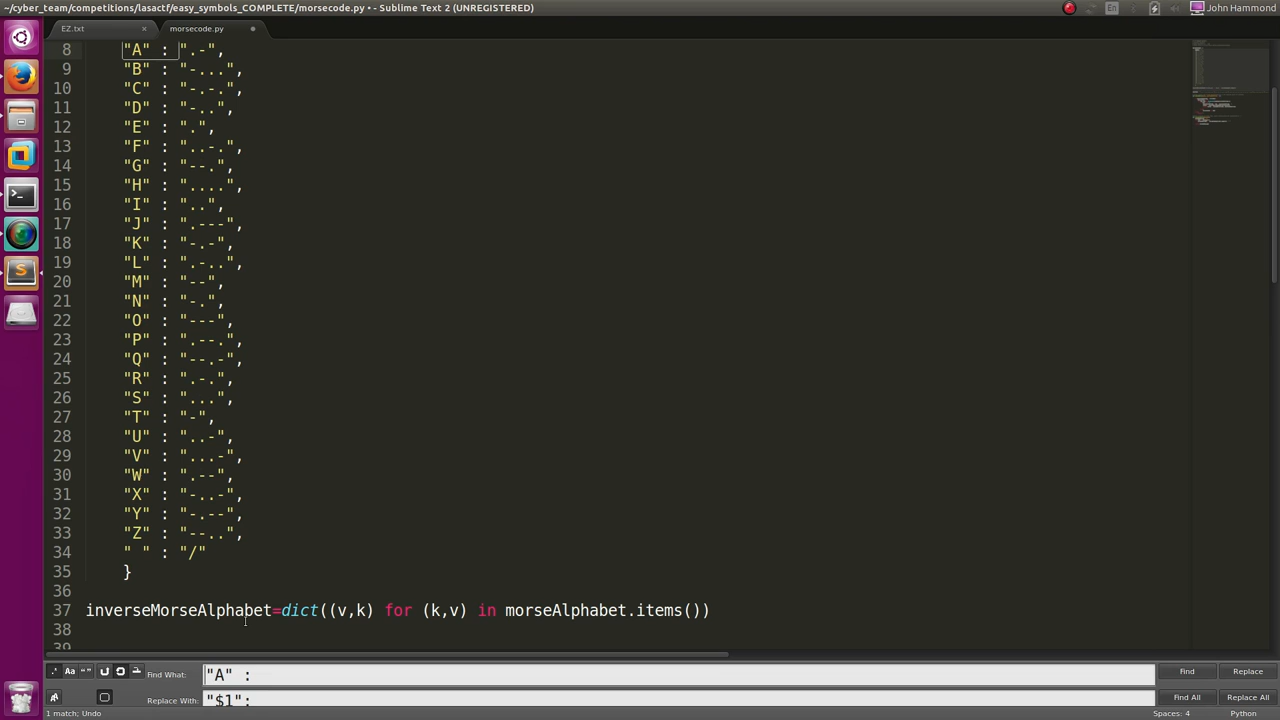 ~/cyber_team/competitions/lasactf/easy_symbols_COMPLETE/morsecode.py • - Sublime Text 2 (UNREGISTERED)
En
John Hammond
EZ.txt × morsecode.py
8 "A" : ".-",
9 "B" : "-...",
10 "C" : "-.-.",
11 "D" : "-..",
12 "E" : ".",
13 "F" : "..-.",
14 "G" : "--.",
15 "H" : "....",
16 "I" : "..",
17 "J" : ".---",
18 "K" : "-.-",
19 "L" : ".-..",
20 "M" : "--",
21 "N" : "-.",
22 "O" : "---",
23 "P" : ".--.",
24 "Q" : "--.-",
25 "R" : ".-.",
26 "S" : "...",
27 "T" : "-",
28 "U" : "..-",
29 "V" : "...-",
30 "W" : ".--",
31 "X" : "-..-",
32 "Y" : "-.--",
33 "Z" : "--..",
34 " " : "/"
35 }
36
37 inverseMorseAlphabet=dict((v,k) for (k,v) in morseAlphabet.items())
38
39
.* Aa “” Find What: "A" : Find Replace
Replace With: "$1": Find All Replace All
1 match; Undo Spaces: 4 Python